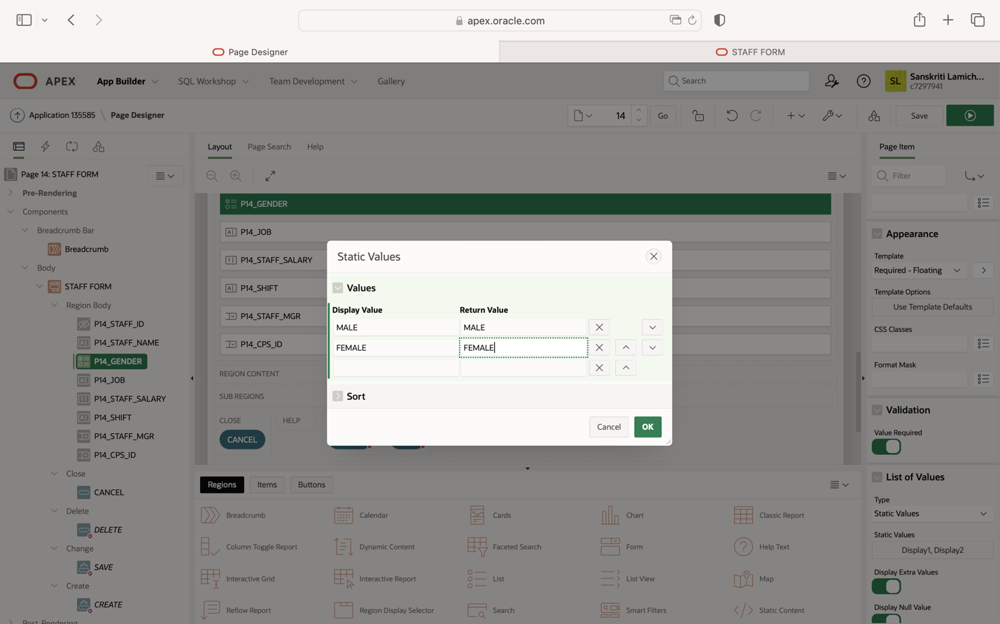 apex.oracle.com
Page Designer
STAFF FORM
APEX
App Builder
SQL Workshop
Team Development
Gallery
Search
SL
Sanskriti Lamich...
c7297941
Application 135585 \ Page Designer
14
Go
Save
Layout
Page Search
Help
Page Item
Page 14: STAFF FORM
Filter
Pre-Rendering
Components
Breadcrumb Bar
Breadcrumb
Body
STAFF FORM
Region Body
P14_STAFF_ID
P14_STAFF_NAME
P14_GENDER
P14_JOB
P14_STAFF_SALARY
P14_SHIFT
P14_STAFF_MGR
P14_CPS_ID
Close
CANCEL
Delete
DELETE
Change
SAVE
Create
CREATE
Post-Rendering
P14_GENDER
P14_JOB
P14_STAFF_SALARY
P14_SHIFT
P14_STAFF_MGR
P14_CPS_ID
REGION CONTENT
SUB REGIONS
CLOSE
HELP
CANCEL
Static Values
Values
Display Value
Return Value
MALE
MALE
FEMALE
FEMALE
Sort
Cancel
OK
Regions
Items
Buttons
Breadcrumb
Calendar
Cards
Chart
Classic Report
Column Toggle Report
Dynamic Content
Faceted Search
Form
Help Text
Interactive Grid
Interactive Report
List
List View
Map
Reflow Report
Region Display Selector
Search
Smart Filters
Static Content
Appearance
Template
Required - Floating
Template Options
Use Template Defaults
CSS Classes
Format Mask
Validation
Value Required
List of Values
Type
Static Values
Static Values
Display1, Display2
Display Extra Values
Display Null Value